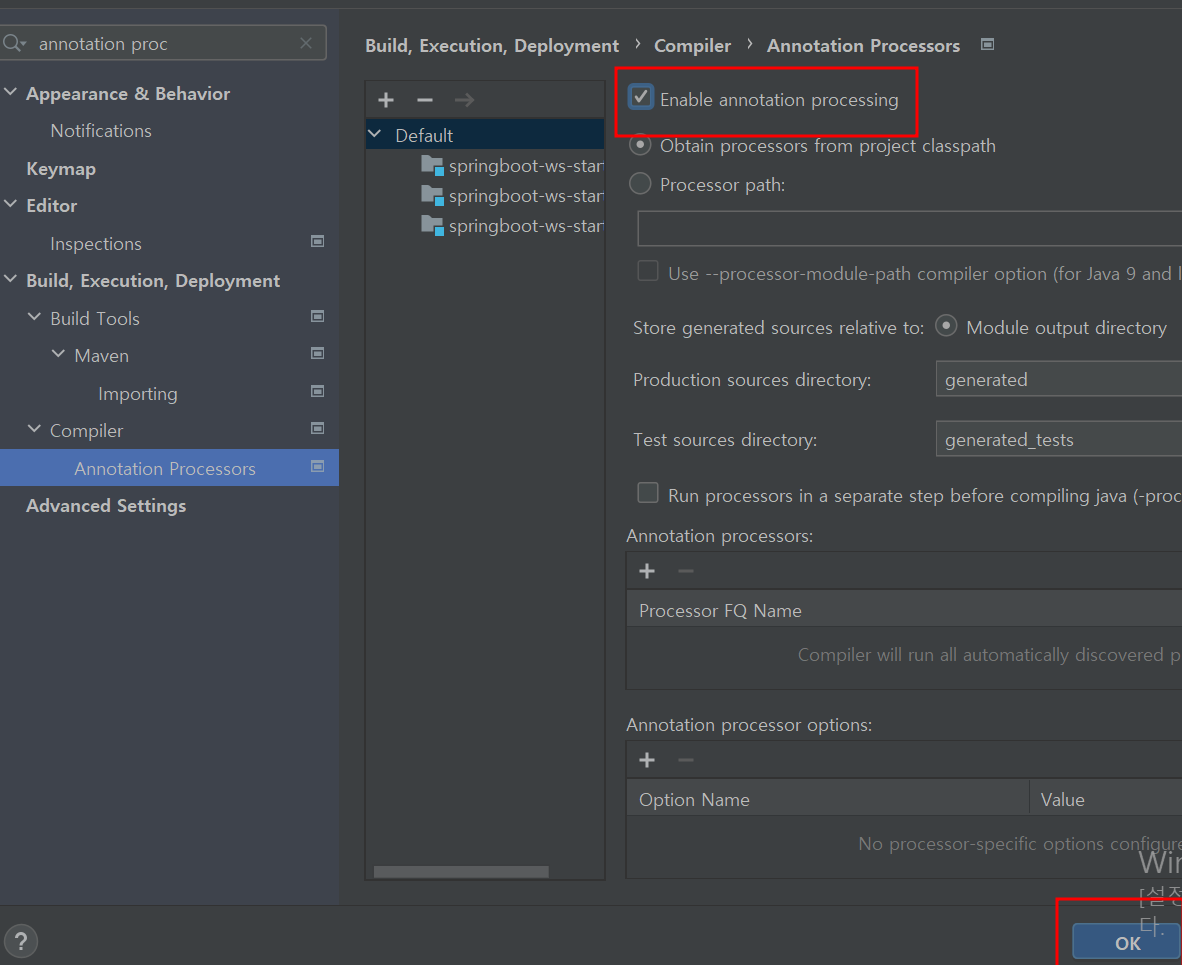 annotation proc
Appearance & Behavior
Notifications
Keymap
Editor
Inspections
Build, Execution, Deployment
Build Tools
Maven
Importing
Compiler
Annotation Processors
Advanced Settings
?
Build, Execution, Deployment › Compiler › Annotation Processors
Default
springboot-ws-star
springboot-ws-star
springboot-ws-star
Enable annotation processing
Obtain processors from project classpath
Processor path:
Use --processor-module-path compiler option (for Java 9 and
Store generated sources relative to: Module output directory
Production sources directory: generated
Test sources directory: generated_tests
Run processors in a separate step before compiling java (-proc
Annotation processors:
Processor FQ Name
Compiler will run all automatically discovered p
Annotation processor options:
Option Name Value
No processor-specific options configure
Win
[설정
다.
OK